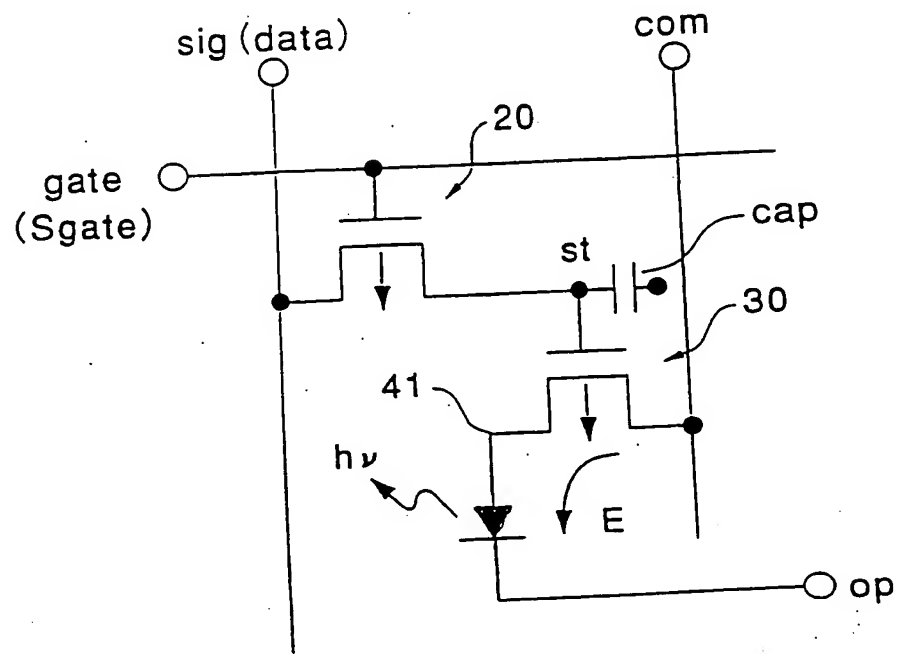 sig (data)
com
20
gate
(Sgate)
cap
st
30
41
hν
E
op